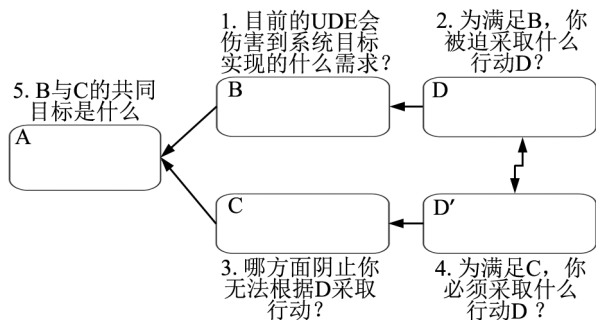 1. 目前的UDE会
伤害到系统目标
实现的什么需求?
2. 为满足B，你
被迫采取什么
行动D?
5. B与C的共同
目标是什么
A
B
D
C
D′
3. 哪方面阴止你
无法根据D采取
行动?
4. 为满足C，你
必须采取什么
行动D ?